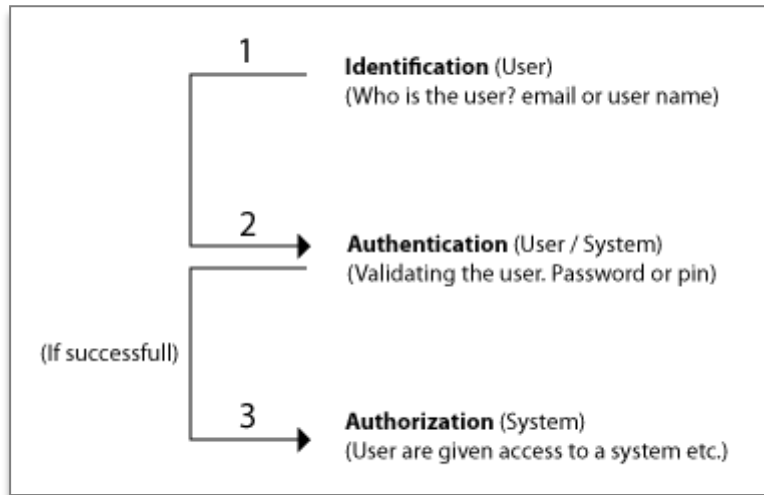 1
Identification (User)
(Who is the user? email or user name)
2
Authentication (User / System)
(Validating the user. Password or pin)
(If successfull)
3
Authorization (System)
(User are given access to a system etc.)